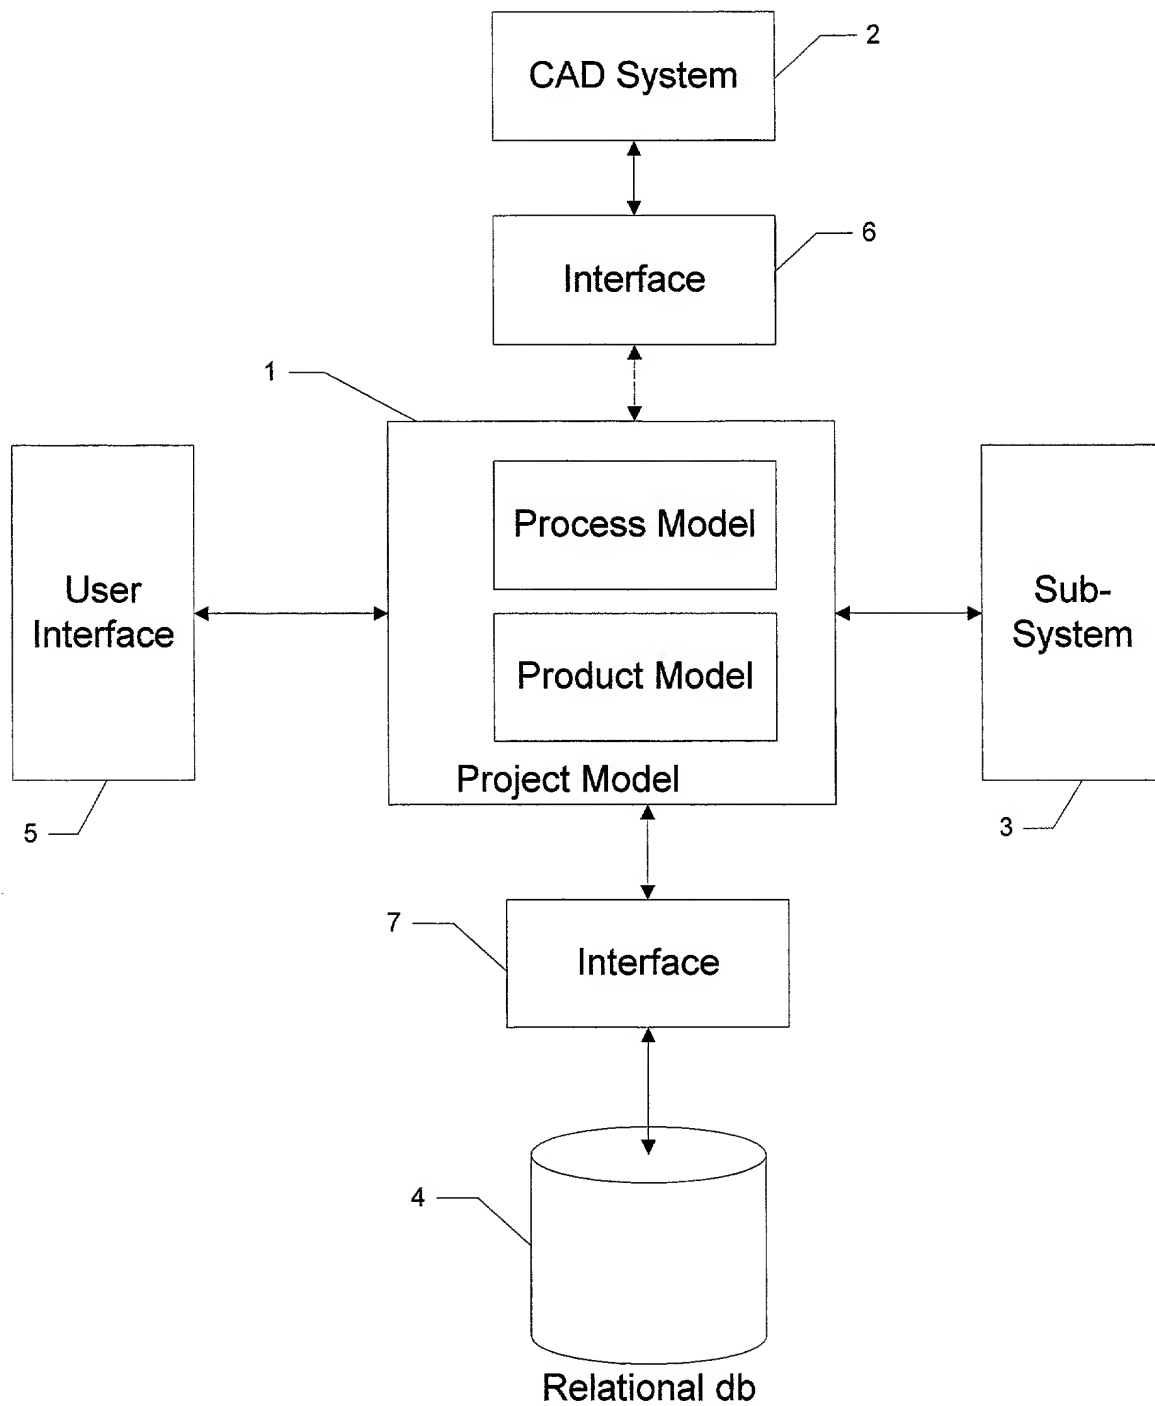 2
CAD System
6
Interface
1
Process Model
User
Interface
Sub-
System
Product Model
Project Model
5
3
7
Interface
4
Relational db